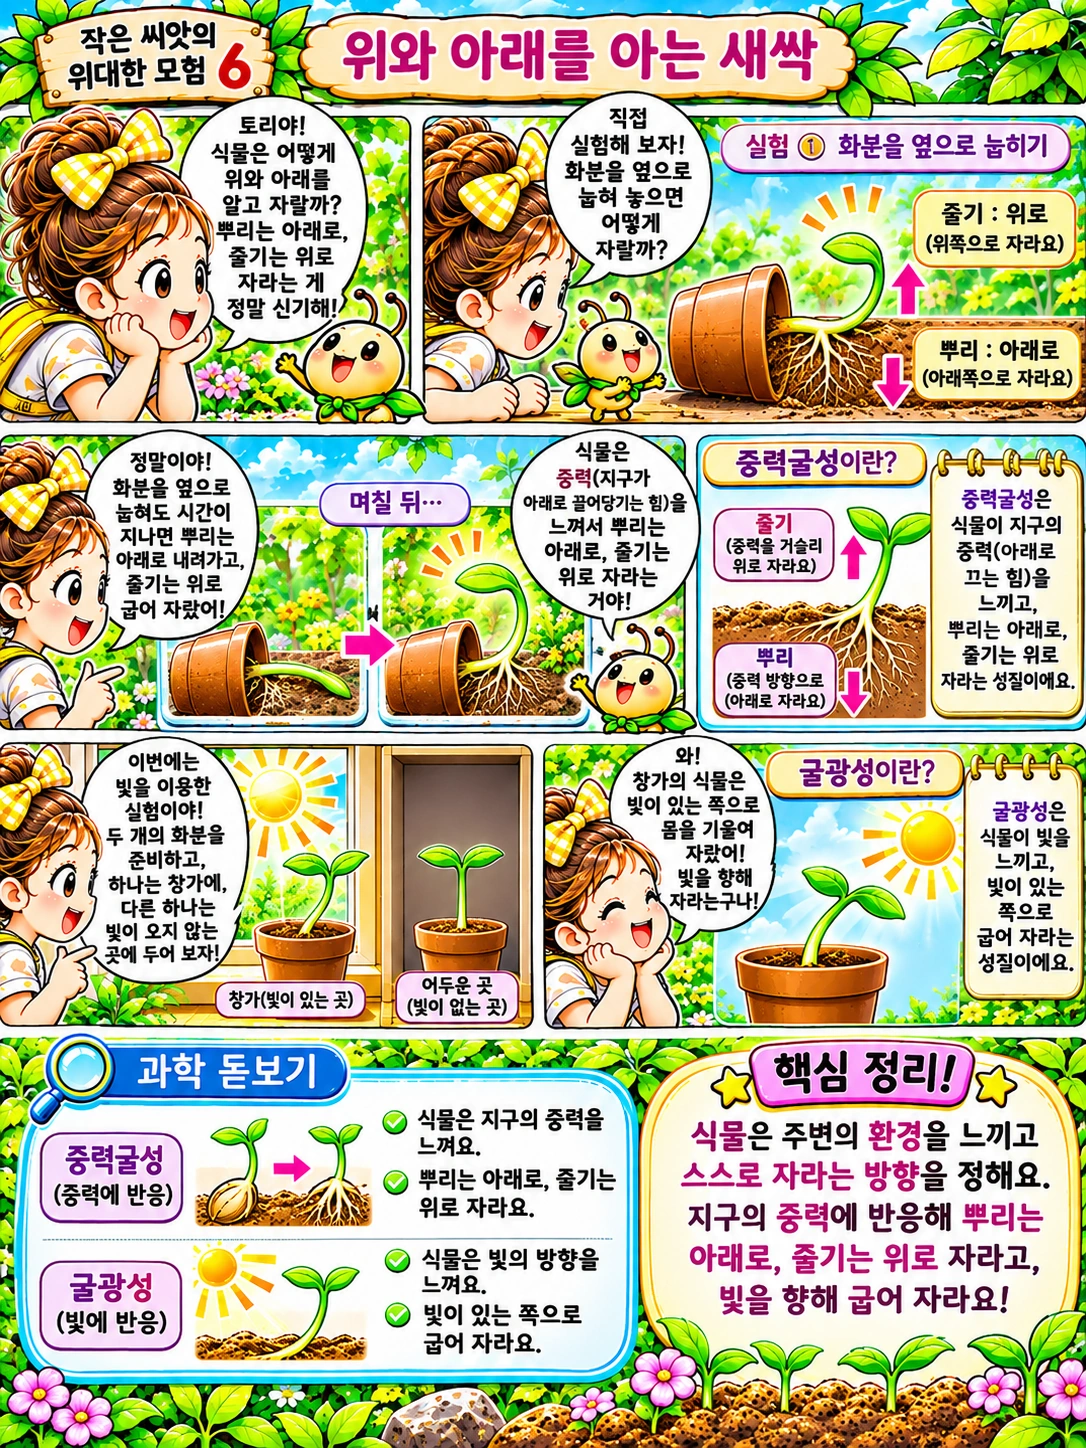 작은 씨앗의
위대한 모험 6
위와 아래를 아는 새싹
토리야!
식물은 어떻게
위와 아래를
알고 자랄까?
뿌리는 아래로,
줄기는 위로
자라는 게
정말 신기해!
직접
실험해 보자!
화분을 옆으로
눕혀 놓으면
어떻게
자랄까?
실험 ① 화분을 옆으로 눕히기
줄기 : 위로
(위쪽으로 자라요)
뿌리 : 아래로
(아래쪽으로 자라요)
정말이야!
화분을 옆으로
눕혀도 시간이
지나면 뿌리는
아래로 내려가고,
줄기는 위로
굽어 자랐어!
며칠 뒤…
식물은
중력(지구가
아래로 끌어당기는 힘)을
느껴서 뿌리는
아래로, 줄기는
위로 자라는
거야!
중력굴성이란?
줄기
(중력을 거슬러
위로 자라요)
뿌리
(중력 방향으로
(아래로 자라요)
중력굴성은
식물이 지구의
중력(아래로
끄는 힘)을
느끼고,
뿌리는 아래로,
줄기는 위로
자라는 성질이에요.
이번에는
빛을 이용한
실험이야!
두 개의 화분을
준비하고,
하나는 창가에,
다른 하나는
빛이 오지 않는
곳에 두어 보자!
창가(빛이 있는 곳)
어두운 곳
(빛이 없는 곳)
와!
창가의 식물은
빛이 있는 쪽으로
몸을 기울여
자랐어!
빛을 향해
자라는구나!
굴광성이란?
굴광성은
식물이 빛을
느끼고,
빛이 있는
쪽으로
굽어 자라는
성질이에요.
과학 돋보기
중력굴성
(중력에 반응)
식물은 지구의 중력을
느껴요.
뿌리는 아래로, 줄기는
위로 자라요.
굴광성
(빛에 반응)
식물은 빛의 방향을
느껴요.
빛이 있는 쪽으로
굽어 자라요.
핵심 정리!
식물은 주변의 환경을 느끼고
스스로 자라는 방향을 정해요.
지구의 중력에 반응해 뿌리는
아래로, 줄기는 위로 자라고,
빛을 향해 굽어 자라요!